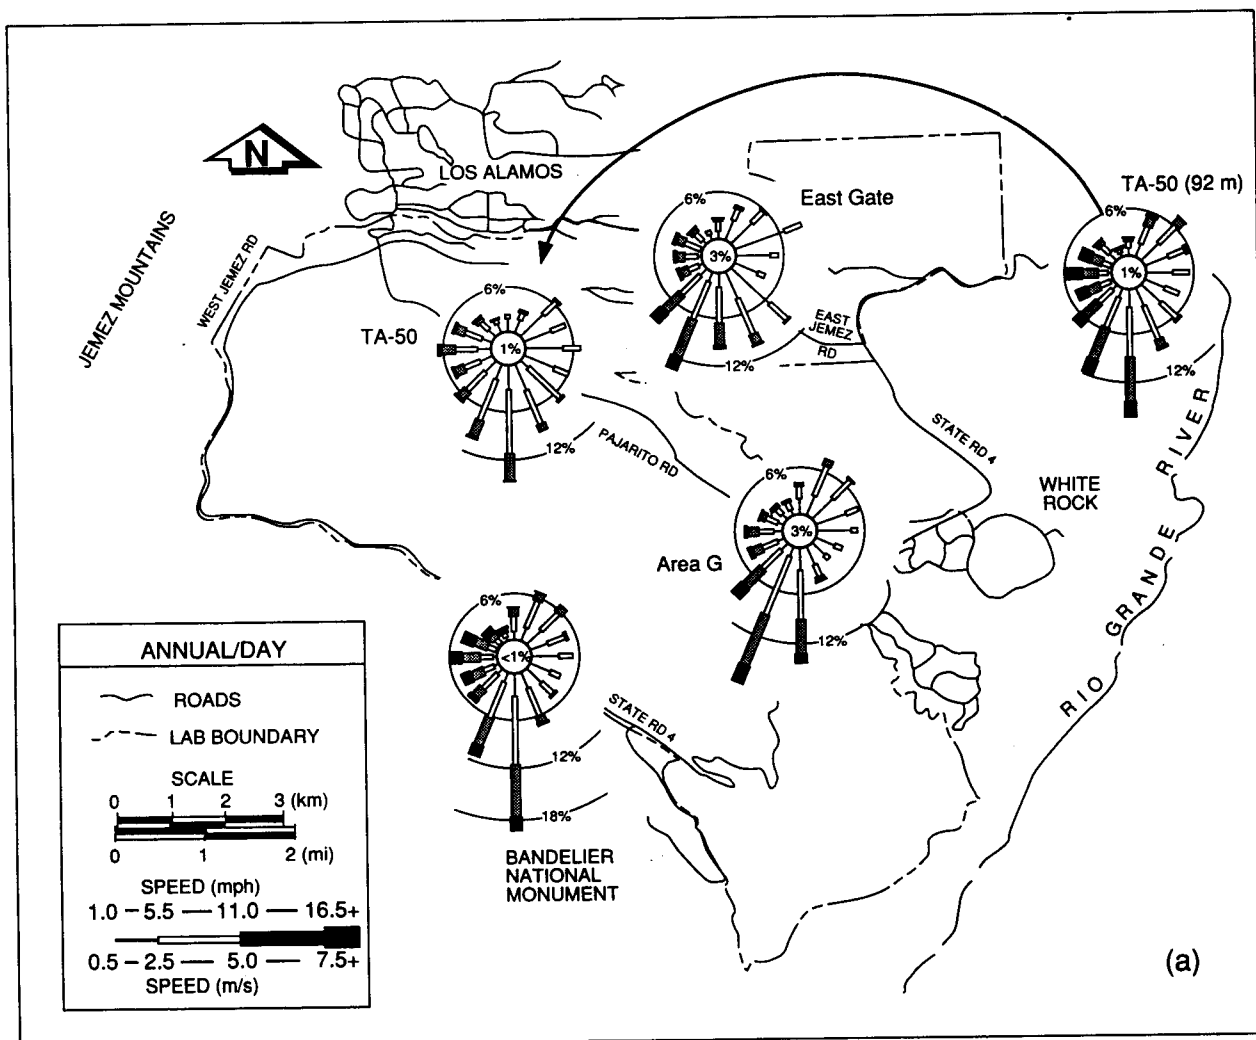 N
LOS ALAMOS
JEMEZ MOUNTAINS
WEST JEMEZ RD
TA-50
6%
1%
12%
East Gate
6%
3%
12%
EAST
JEMEZ
RD
TA-50 (92 m)
6%
1%
12%
PAJARITO RD
STATE RD 4
WHITE
ROCK
RIO GRANDE RIVER
Area G
6%
3%
12%
6%
<1%
12%
18%
STATE RD 4
BANDELIER
NATIONAL
MONUMENT
ANNUAL/DAY
ROADS
LAB BOUNDARY
SCALE
0 1 2 3 (km)
0 1 2 (mi)
SPEED (mph)
1.0 – 5.5 — 11.0 — 16.5+
0.5 – 2.5 — 5.0 — 7.5+
SPEED (m/s)
(a)